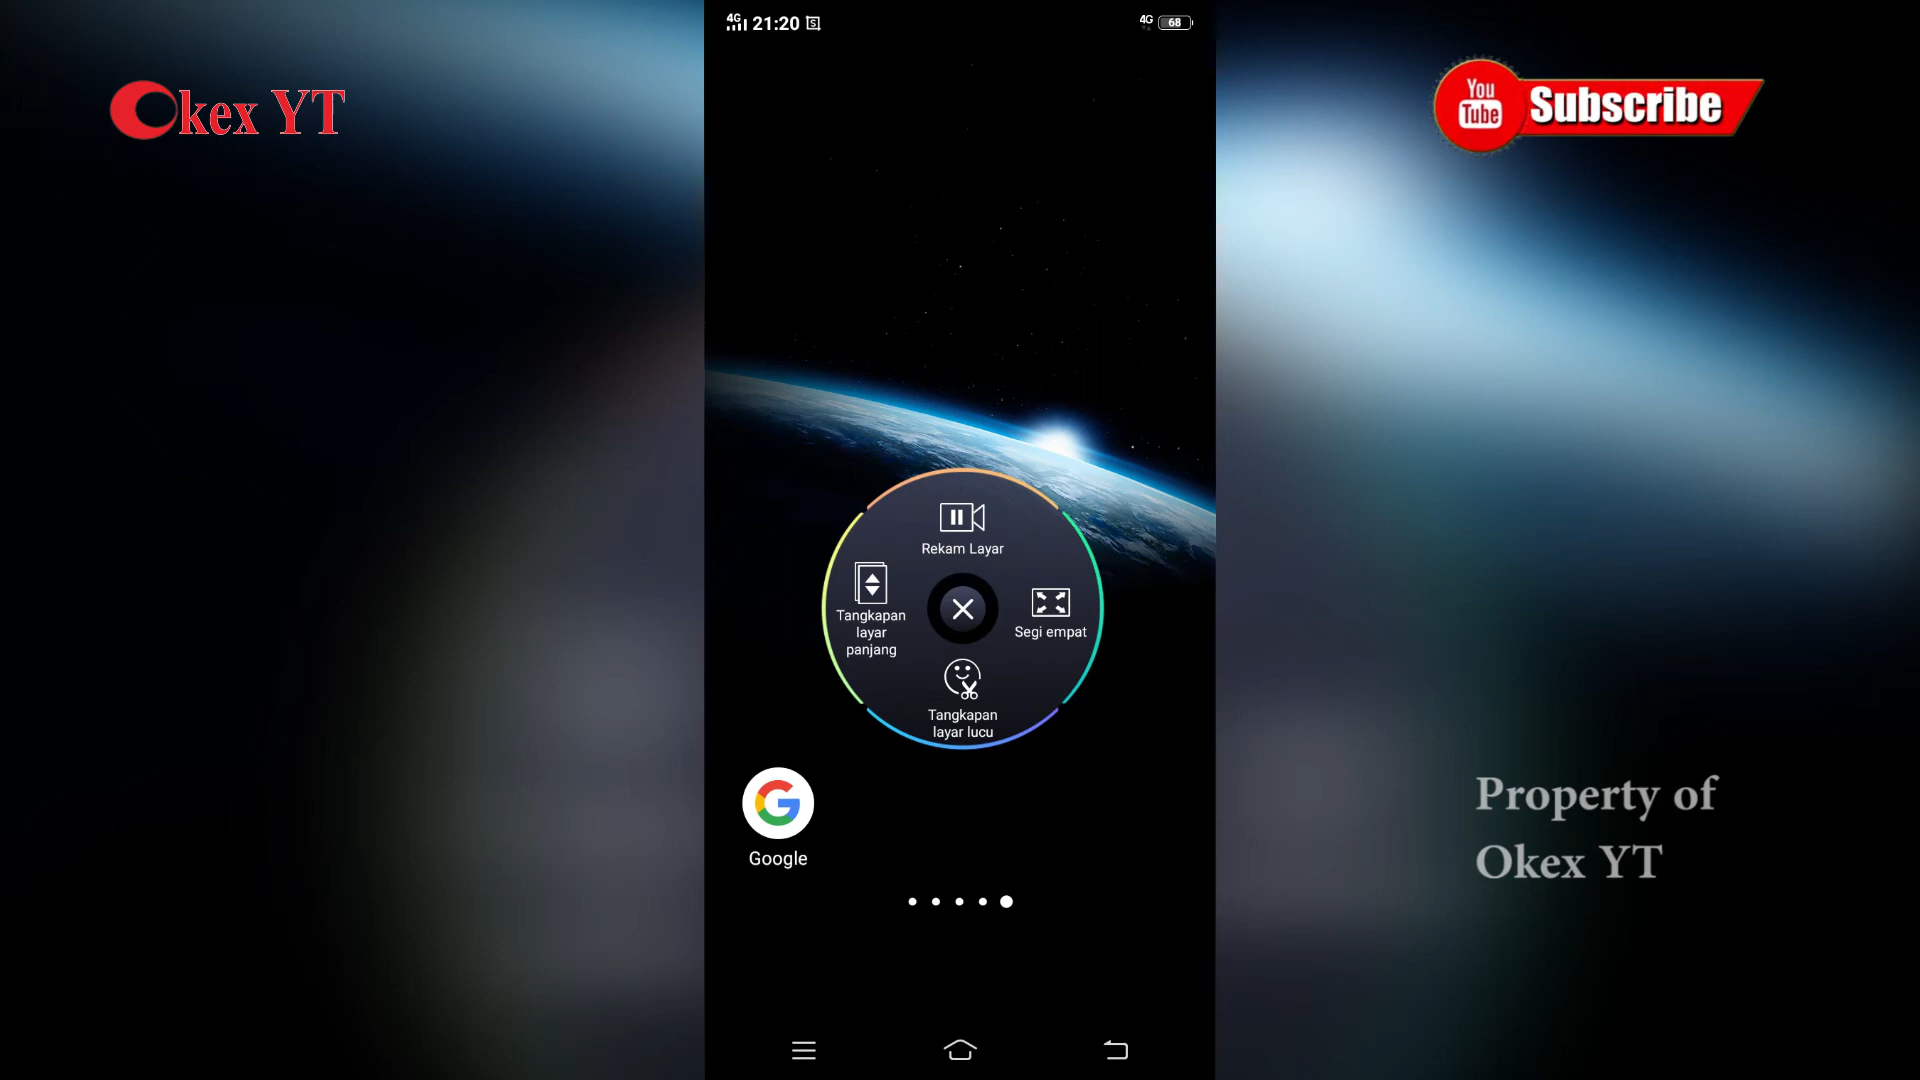 4G 21:20
4G 68
Okex YT
You
Tube
Subscribe
Rekam Layar
Tangkapan
layar
panjang
Segi empat
Tangkapan
layar lucu
Google
Property of
Okex YT